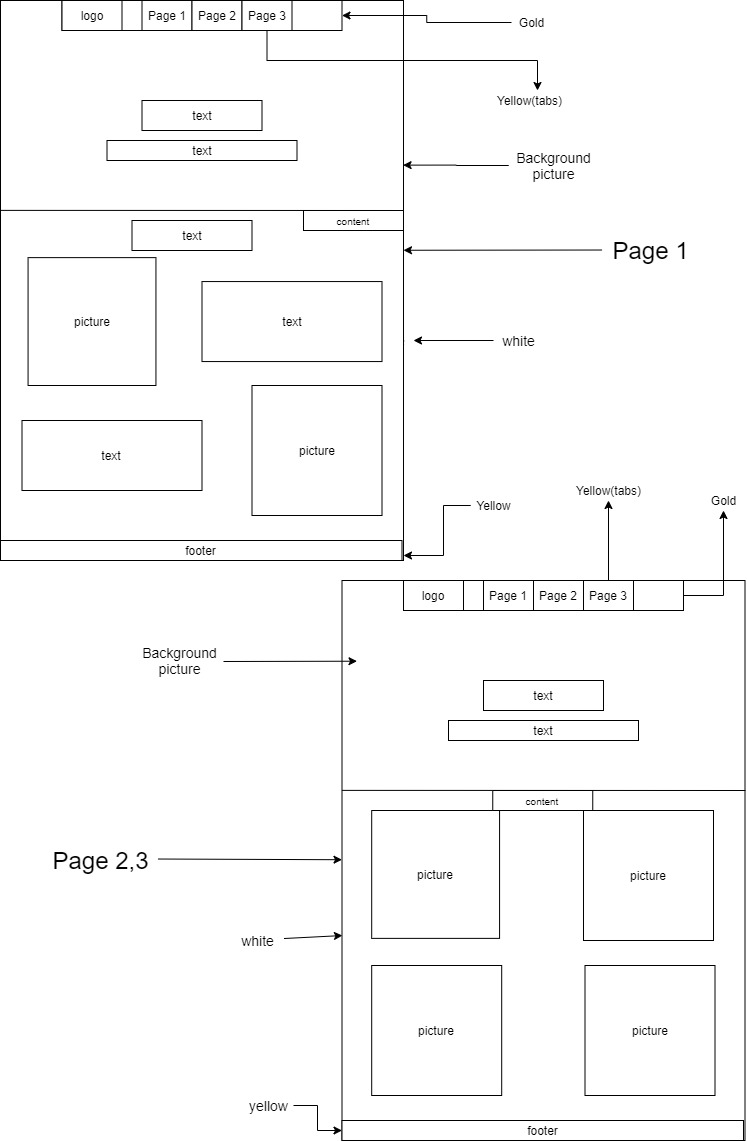 logo
Page 1
Page 2
Page 3
Gold
Yellow(tabs)
text
text
Background
picture
content
text
Page 1
picture
text
white
text
picture
Yellow
footer
Yellow(tabs)
Gold
logo
Page 1
Page 2
Page 3
Background
picture
text
text
content
Page 2,3
picture
picture
white
picture
picture
yellow
footer